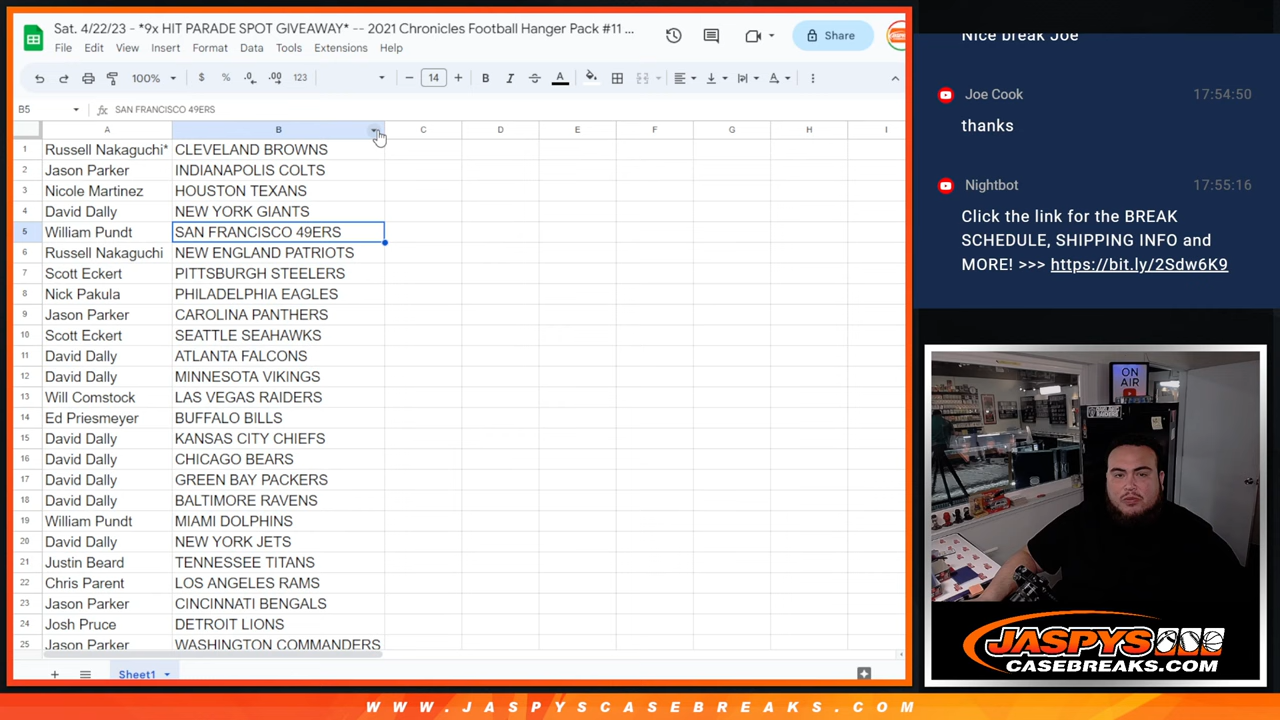 Sat. 4/22/23 - *9x HIT PARADE SPOT GIVEAWAY* -- 2021 Chronicles Football Hanger Pack #11 ...
File Edit View Insert Format Data Tools Extensions Help
Share
100% $ % .0 .00 123 14 B I A
B5 fx SAN FRANCISCO 49ERS
A B C D E F G H I
1 Russell Nakaguchi* CLEVELAND BROWNS
2 Jason Parker INDIANAPOLIS COLTS
3 Nicole Martinez HOUSTON TEXANS
4 David Dally NEW YORK GIANTS
5 William Pundt SAN FRANCISCO 49ERS
6 Russell Nakaguchi NEW ENGLAND PATRIOTS
7 Scott Eckert PITTSBURGH STEELERS
8 Nick Pakula PHILADELPHIA EAGLES
9 Jason Parker CAROLINA PANTHERS
10 Scott Eckert SEATTLE SEAHAWKS
11 David Dally ATLANTA FALCONS
12 David Dally MINNESOTA VIKINGS
13 Will Comstock LAS VEGAS RAIDERS
14 Ed Priesmeyer BUFFALO BILLS
15 David Dally KANSAS CITY CHIEFS
16 David Dally CHICAGO BEARS
17 David Dally GREEN BAY PACKERS
18 David Dally BALTIMORE RAVENS
19 William Pundt MIAMI DOLPHINS
20 David Dally NEW YORK JETS
21 Justin Beard TENNESSEE TITANS
22 Chris Parent LOS ANGELES RAMS
23 Jason Parker CINCINNATI BENGALS
24 Josh Pruce DETROIT LIONS
25 Jason Parker WASHINGTON COMMANDERS
Sheet1
Nice break Joe
Joe Cook 17:54:50
thanks
Nightbot 17:55:16
Click the link for the BREAK
SCHEDULE, SHIPPING INFO and
MORE! >>> https://bit.ly/2Sdw6K9
ON
AIR
JASPYS
CASEBREAKS.COM
WWW.JASPYSCASEBREAKS.COM